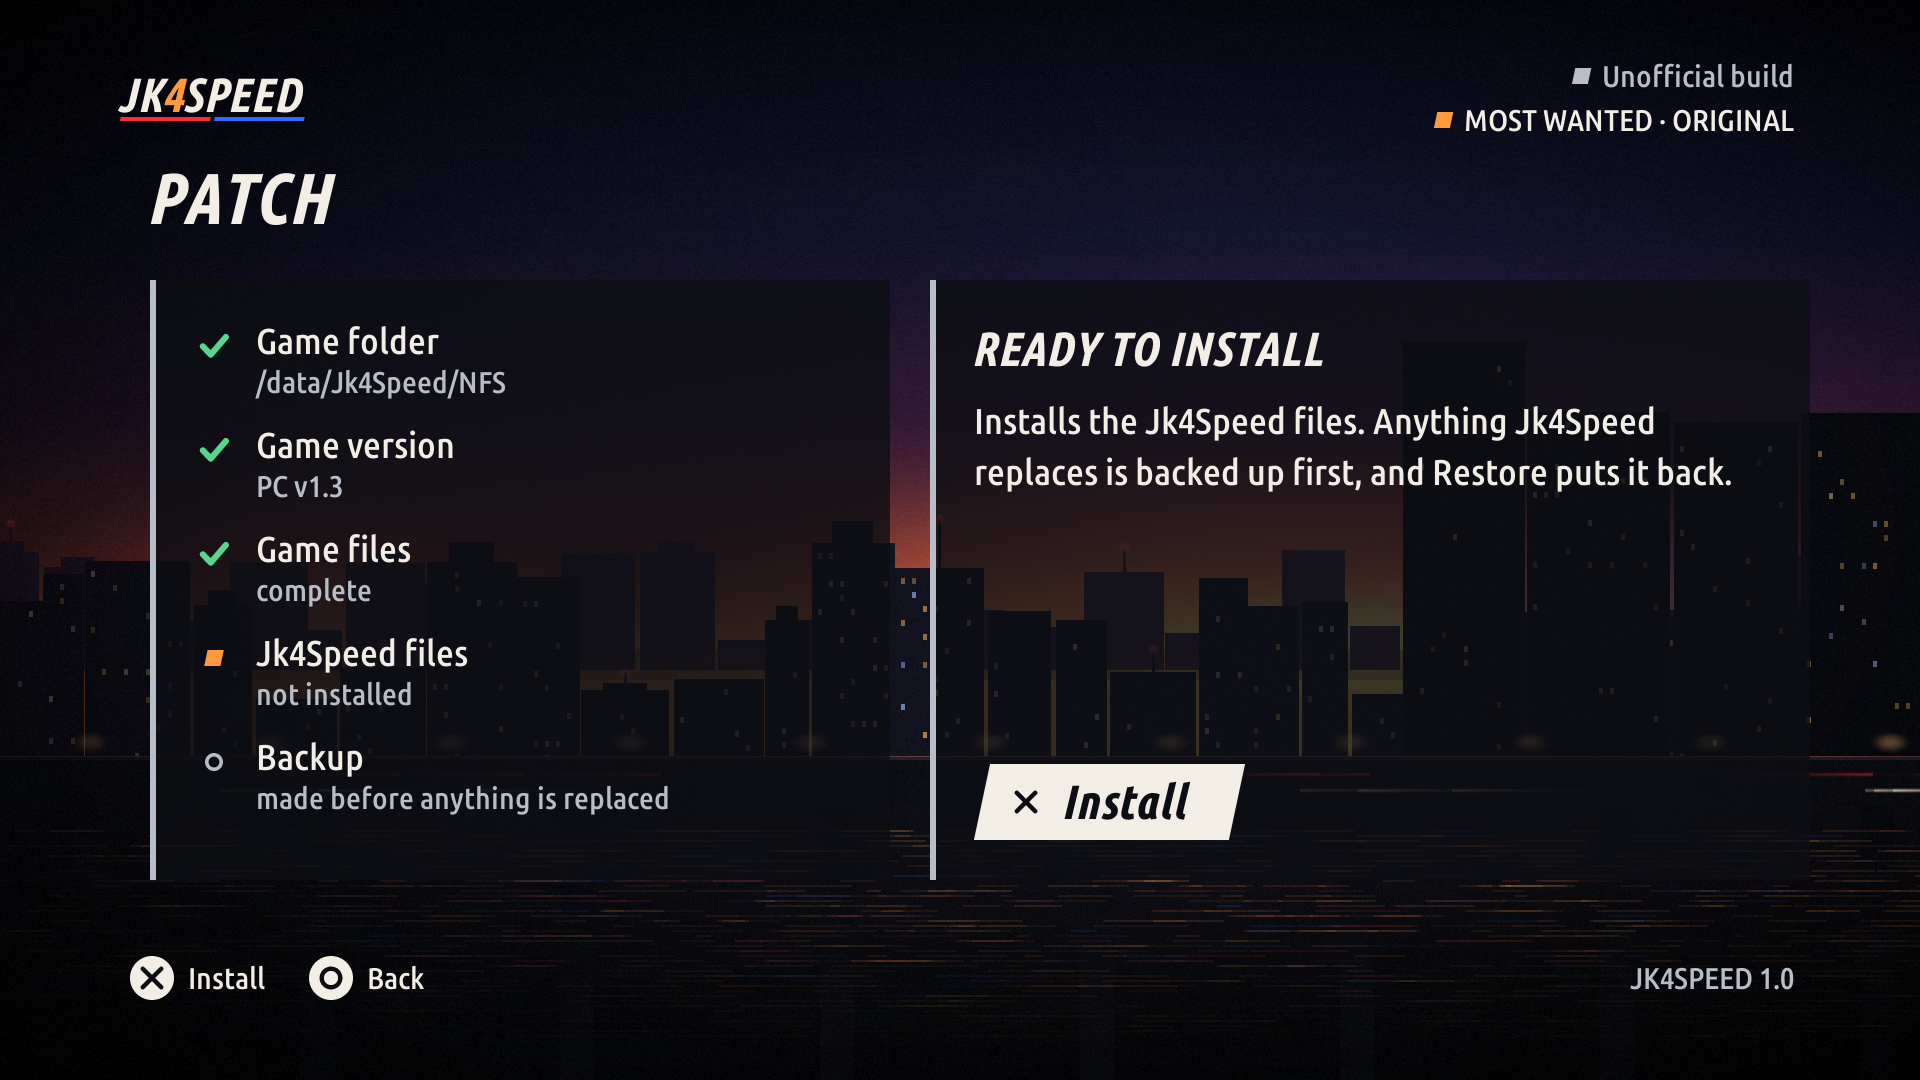 JK4SPEED
Unofficial build
MOST WANTED · ORIGINAL
PATCH
Game folder
/data/Jk4Speed/NFS
Game version
PC v1.3
Game files
complete
Jk4Speed files
not installed
Backup
made before anything is replaced
READY TO INSTALL
Installs the Jk4Speed files. Anything Jk4Speed
replaces is backed up first, and Restore puts it back.
Install
Install
Back
JK4SPEED 1.0